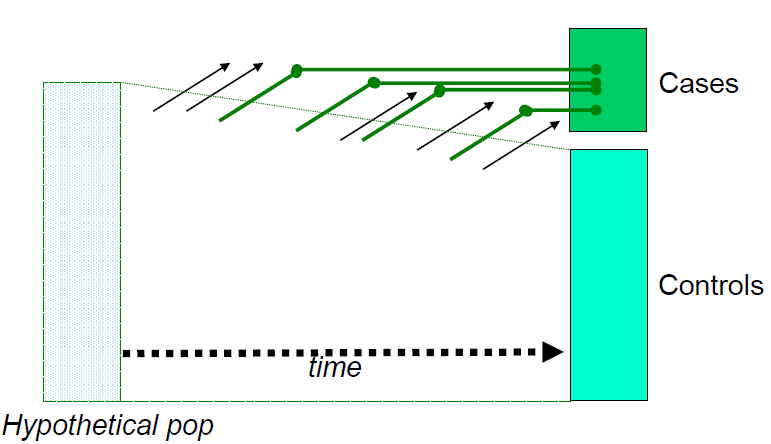 Cases
Controls
time
Hypothetical pop